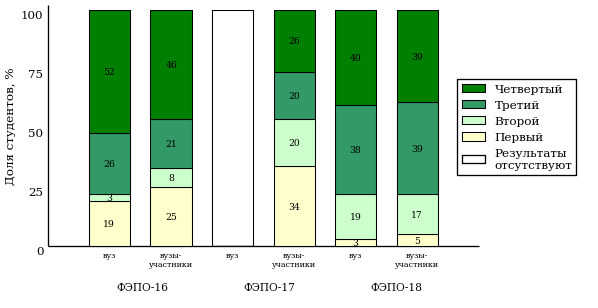 Доля студентов, %
100
75
50
25
0
52
26
3
19
46
21
8
25
26
20
20
34
40
38
19
3
39
39
17
5
вуз
вузы-
участники
вуз
вузы-
участники
вуз
вузы-
участники
ФЭПО-16
ФЭПО-17
ФЭПО-18
Четвертый
Третий
Второй
Первый
Результаты
отсутствуют